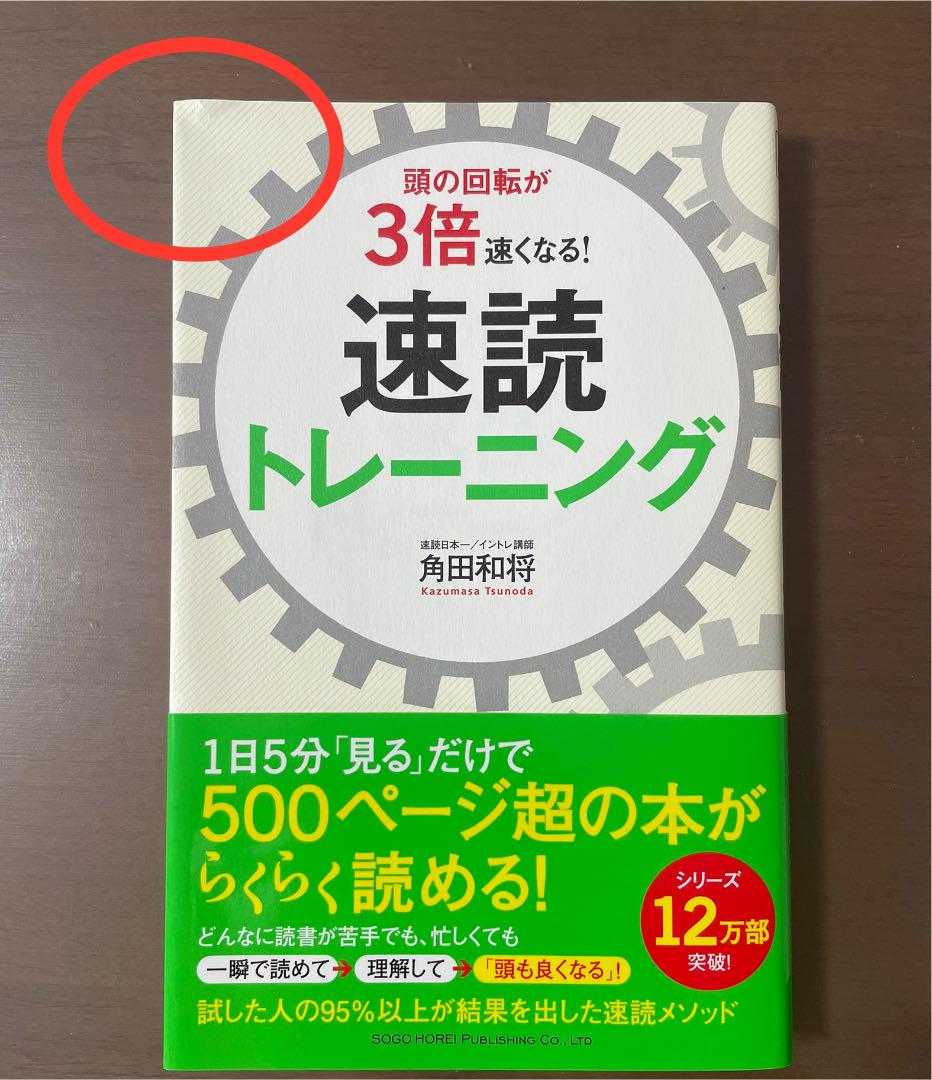 頭の回転が
3倍速くなる!
速読
トレーニング
速読日本一/イントレ講師
角田和将
Kazumasa Tsunoda
1日5分「見る」だけで
500ページ超の本が
らくらく読める!
どんなに読書が苦手でも、忙しくても
一瞬で読めて→理解して→「頭も良くなる」!
試した人の95%以上が結果を出した速読メソッド
シリーズ
12万部
突破!
SOGO HOREI PUBLISHING CO., LTD